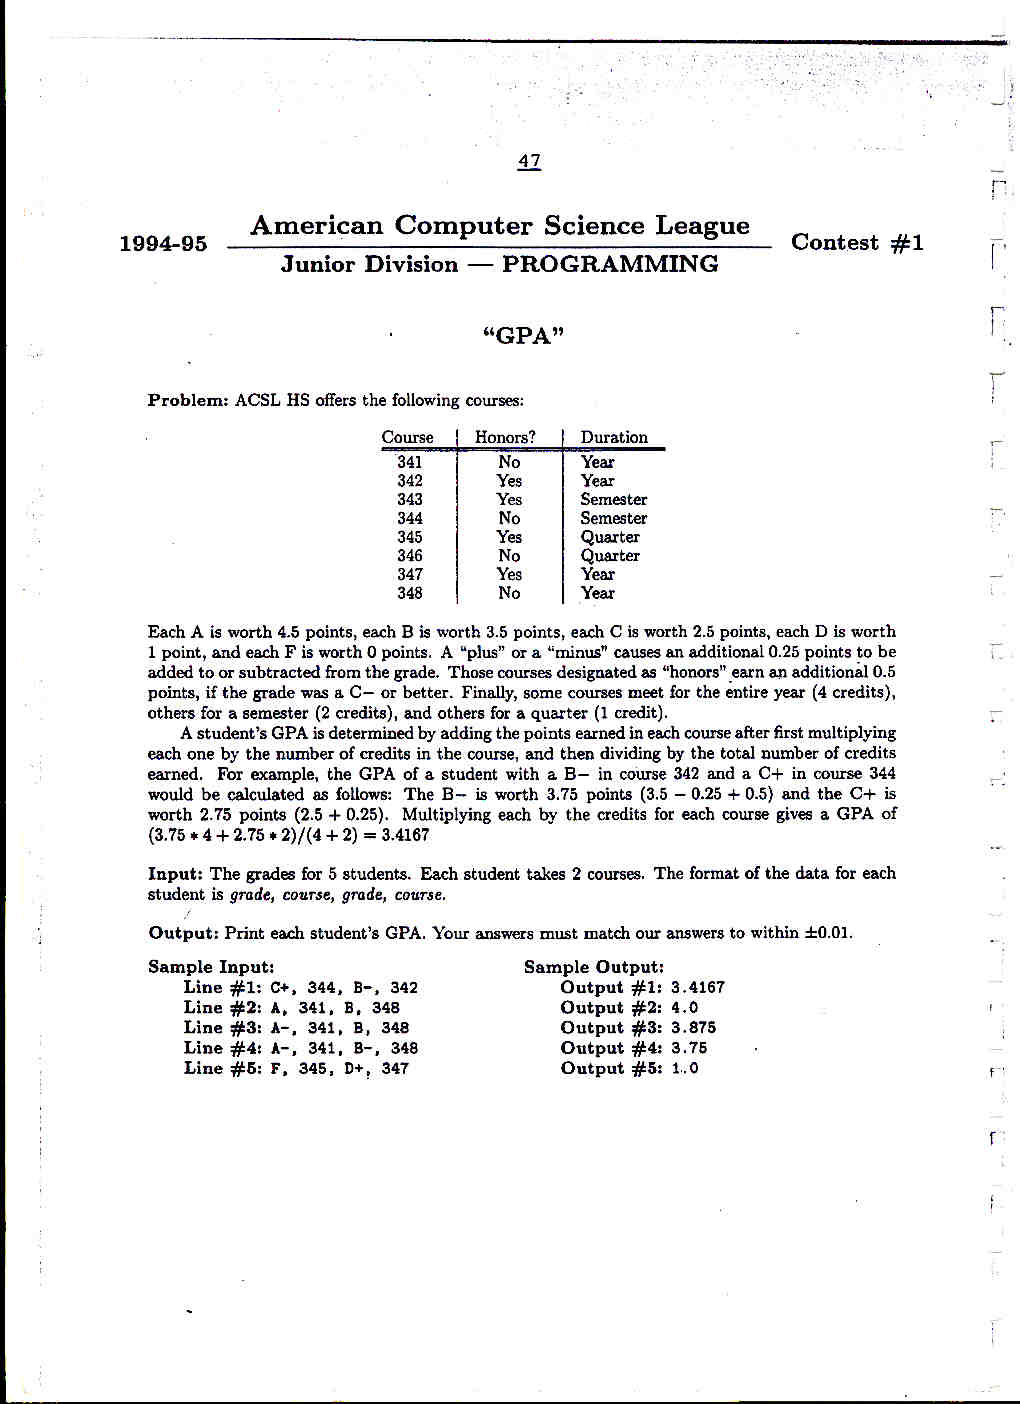 47
American Computer Science League
1994-95
Contest #1
Junior Division — PROGRAMMING
“GPA”
Problem: ACSL HS offers the following courses:
Course Honors? Duration
341 No Year
342 Yes Year
343 Yes Semester
344 No Semester
345 Yes Quarter
346 No Quarter
347 Yes Year
348 No Year
Each A is worth 4.5 points, each B is worth 3.5 points, each C is worth 2.5 points, each D is worth
1 point, and each F is worth 0 points. A “plus” or a “minus” causes an additional 0.25 points to be
added to or subtracted from the grade. Those courses designated as “honors” earn an additional 0.5
points, if the grade was a C− or better. Finally, some courses meet for the entire year (4 credits),
others for a semester (2 credits), and others for a quarter (1 credit).
A student's GPA is determined by adding the points earned in each course after first multiplying
each one by the number of credits in the course, and then dividing by the total number of credits
earned. For example, the GPA of a student with a B− in course 342 and a C+ in course 344
would be calculated as follows: The B− is worth 3.75 points (3.5 − 0.25 + 0.5) and the C+ is
worth 2.75 points (2.5 + 0.25). Multiplying each by the credits for each course gives a GPA of
(3.75 * 4 + 2.75 * 2)/(4 + 2) = 3.4167
Input: The grades for 5 students. Each student takes 2 courses. The format of the data for each
student is grade, course, grade, course.
Output: Print each student's GPA. Your answers must match our answers to within ±0.01.
Sample Input: Sample Output:
Line #1: C+, 344, B-, 342 Output #1: 3.4167
Line #2: A, 341, B, 348 Output #2: 4.0
Line #3: A-, 341, B, 348 Output #3: 3.875
Line #4: A-, 341, B-, 348 Output #4: 3.75
Line #5: F, 345, D+, 347 Output #5: 1.0